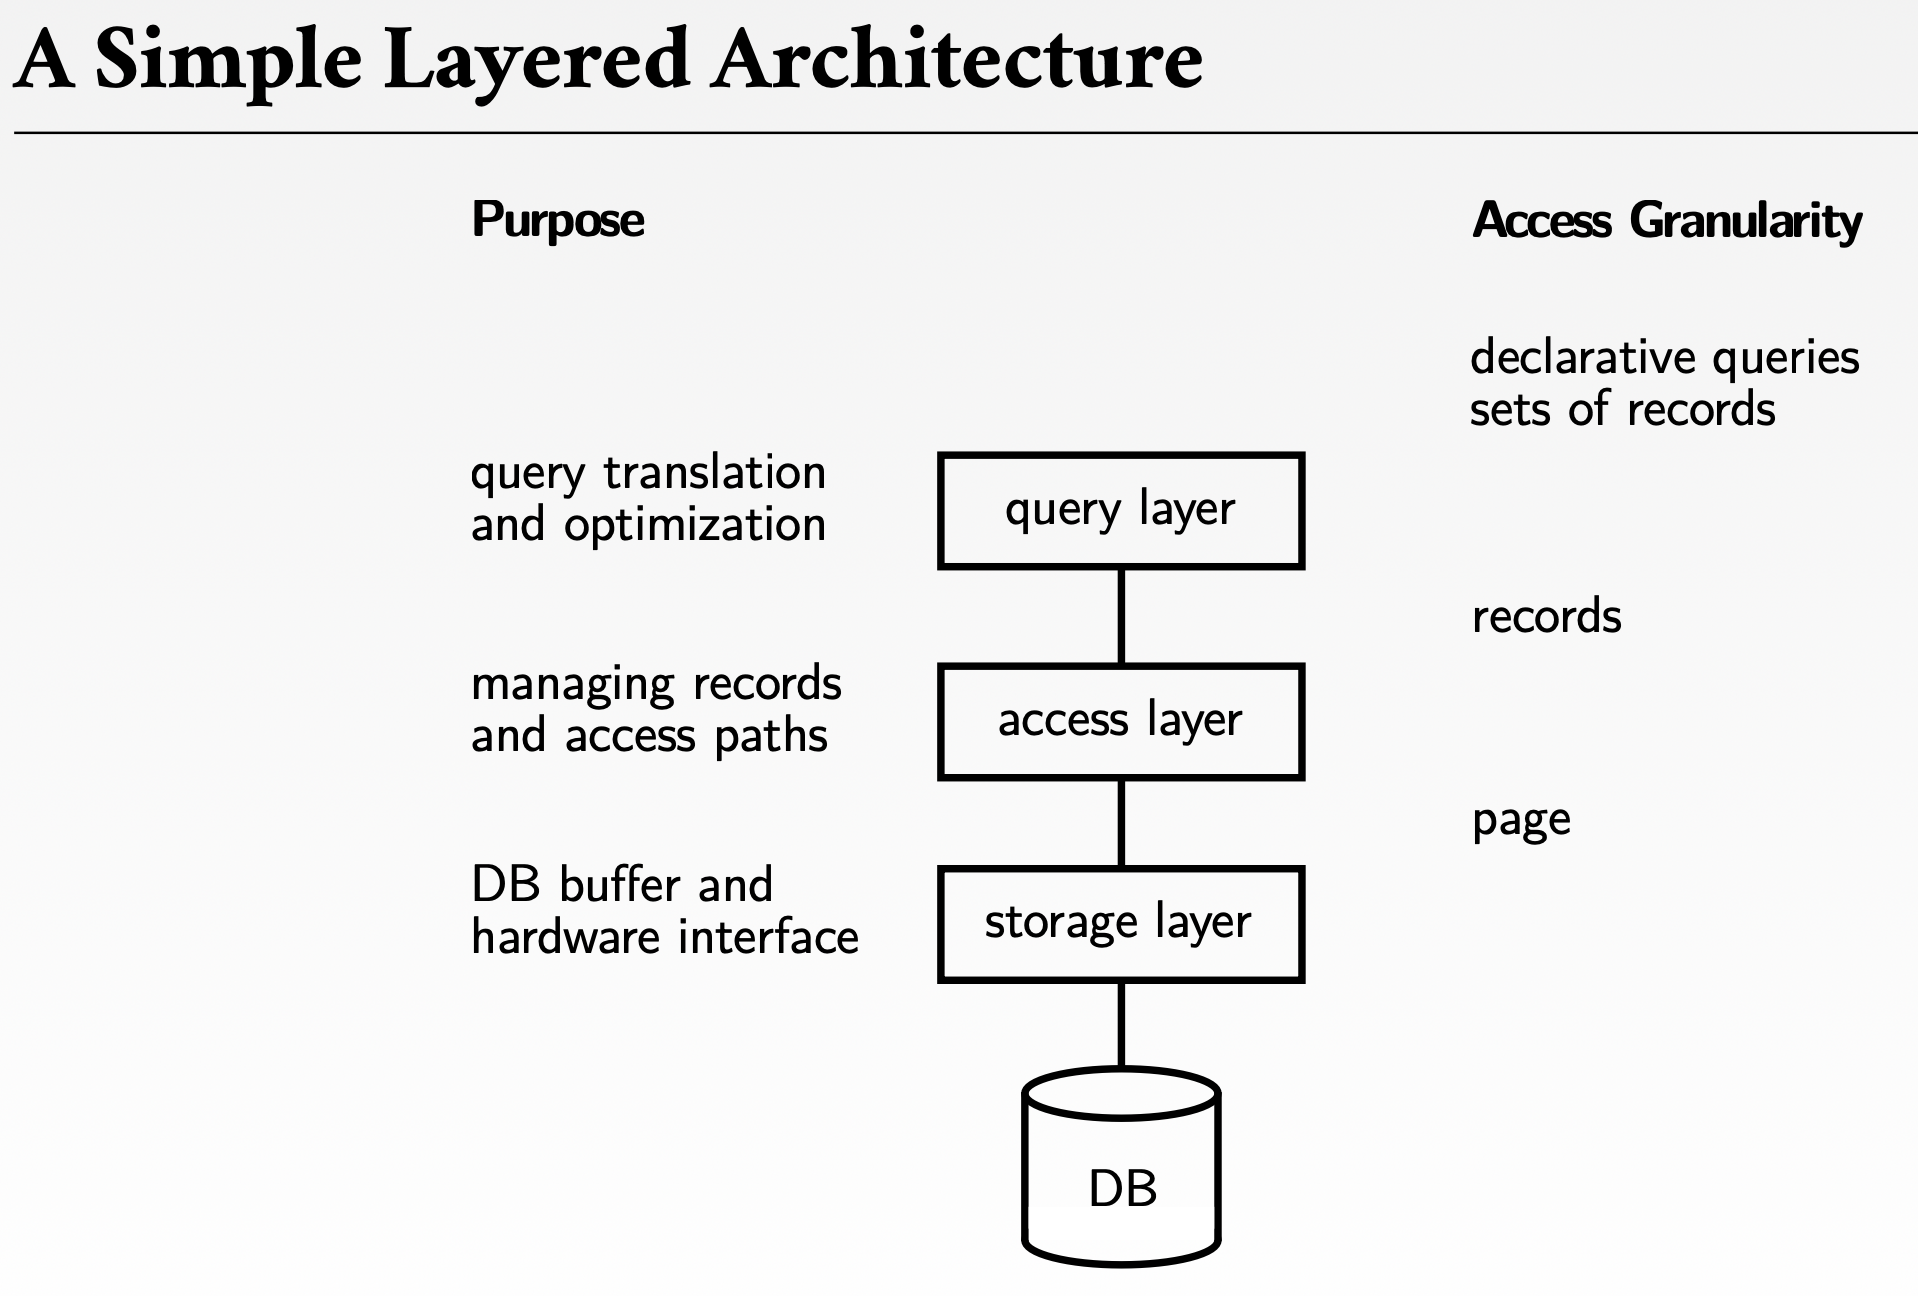 A Simple Layered Architecture
Purpose
Access Granularity
declarative queries
sets of records
query translation
and optimization
query layer
records
managing records
and access paths
access layer
page
DB buffer and
hardware interface
storage layer
DB